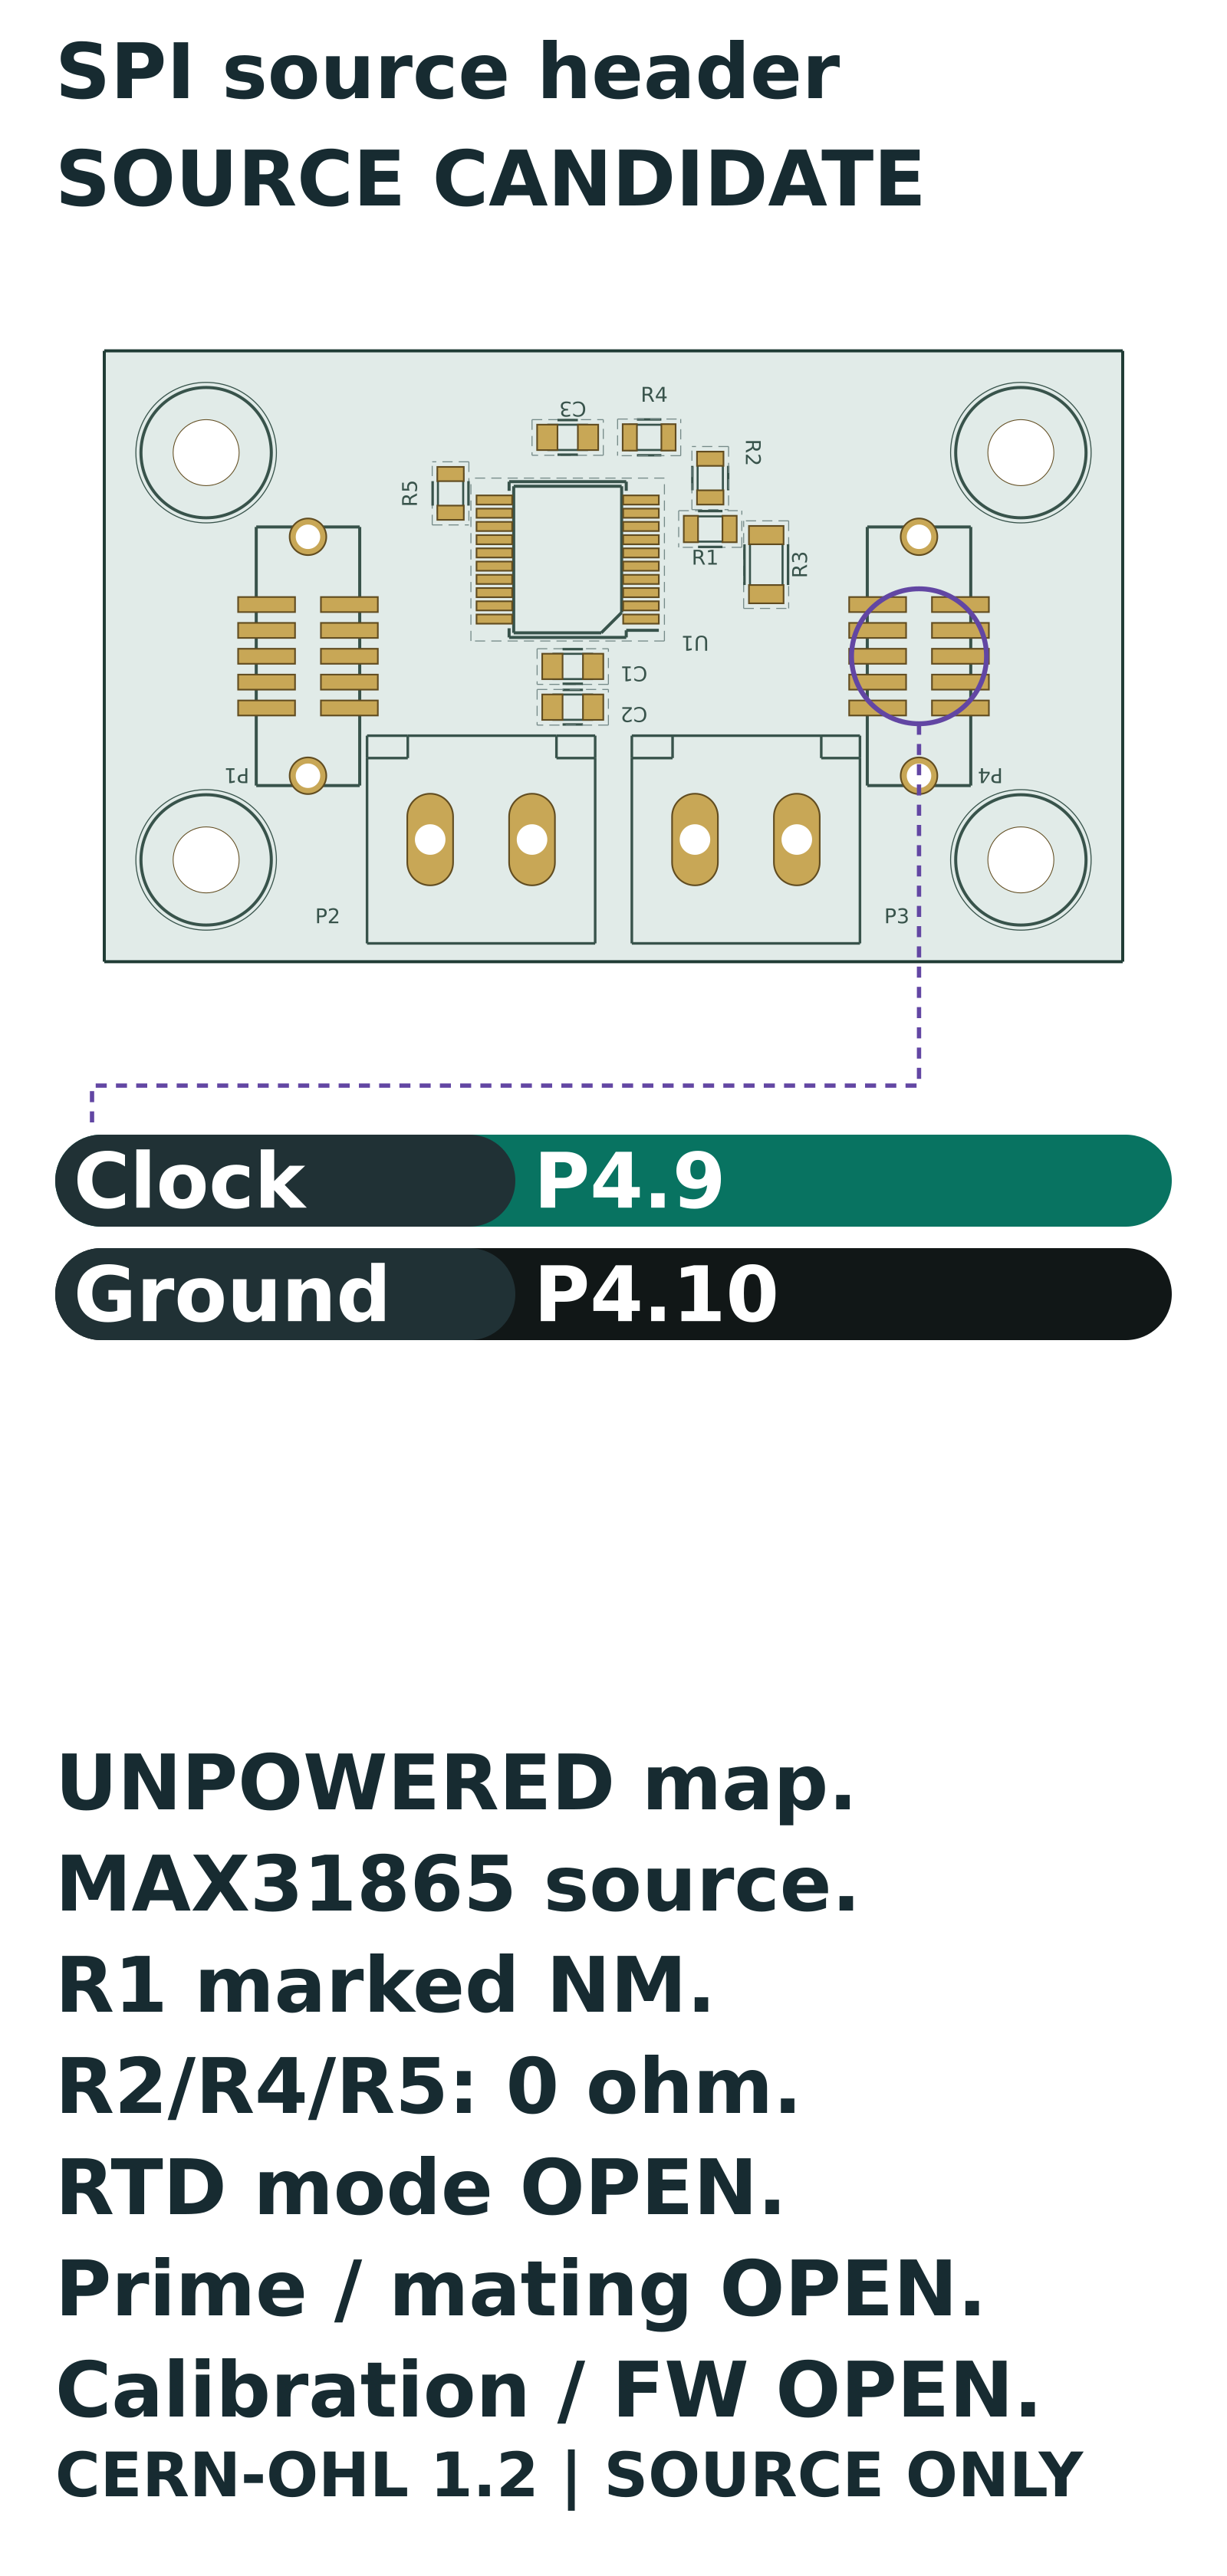 SPI source header
SOURCE CANDIDATE
C3
R4
R2
R5
R1
R3
U1
C1
C2
P1
P4
P2
P3
Clock P4.9
Ground P4.10
UNPOWERED map.
MAX31865 source.
R1 marked NM.
R2/R4/R5: 0 ohm.
RTD mode OPEN.
Prime / mating OPEN.
Calibration / FW OPEN.
CERN-OHL 1.2 | SOURCE ONLY